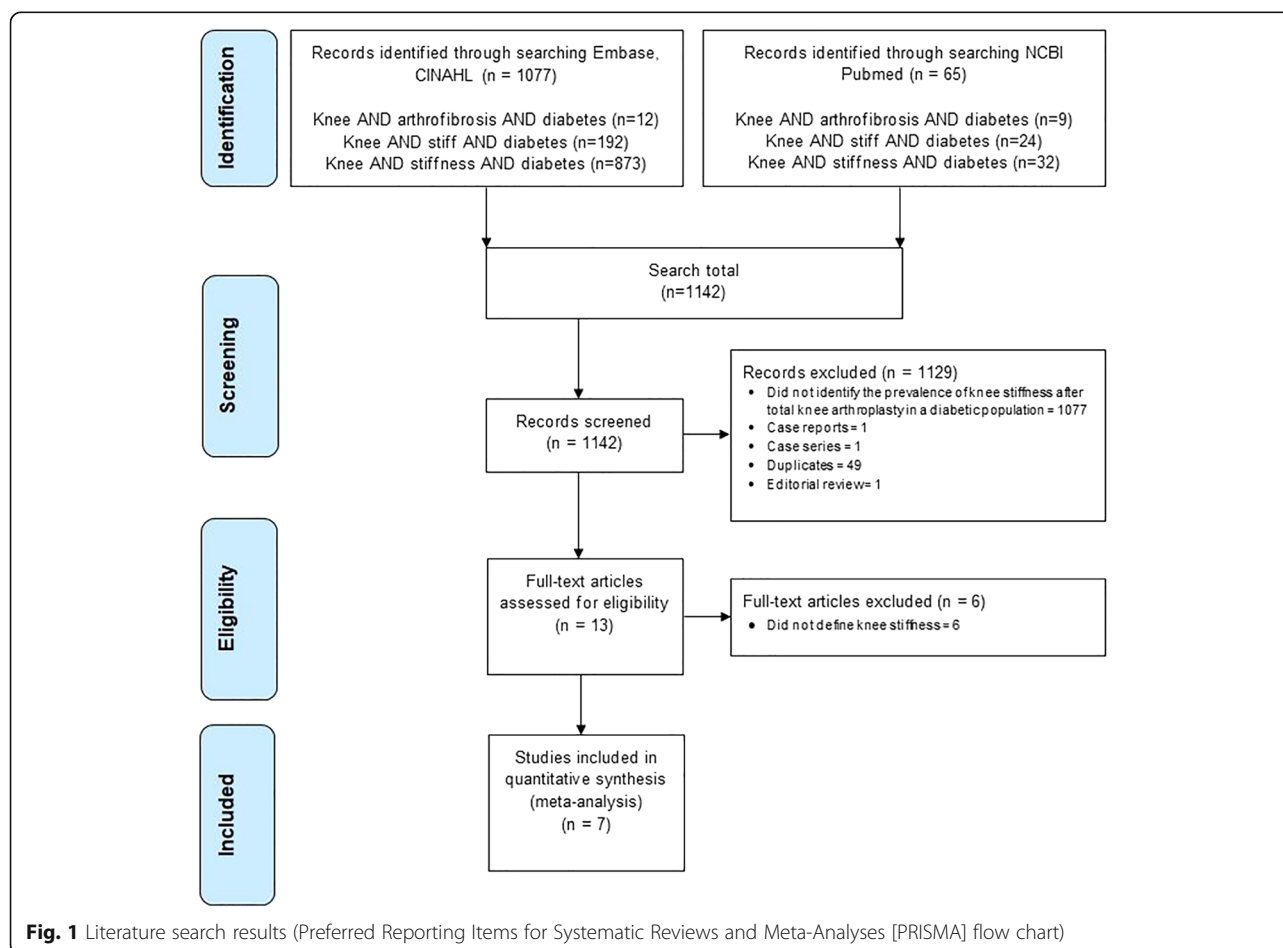 Identification
Records identified through searching Embase,
CINAHL (n = 1077)
Knee AND arthrofibrosis AND diabetes (n=12)
Knee AND stiff AND diabetes (n=192)
Knee AND stiffness AND diabetes (n=873)
Records identified through searching NCBI
Pubmed (n = 65)
Knee AND arthrofibrosis AND diabetes (n=9)
Knee AND stiff AND diabetes (n=24)
Knee AND stiffness AND diabetes (n=32)
Search total
(n=1142)
Screening
Records screened
(n = 1142)
Records excluded (n = 1129)
• Did not identify the prevalence of knee stiffness after
total knee arthroplasty in a diabetic population = 1077
• Case reports = 1
• Case series = 1
• Duplicates = 49
• Editorial review= 1
Eligibility
Full-text articles
assessed for eligibility
(n = 13)
Full-text articles excluded (n = 6)
• Did not define knee stiffness = 6
Included
Studies included in
quantitative synthesis
(meta-analysis)
(n = 7)
Fig. 1 Literature search results (Preferred Reporting Items for Systematic Reviews and Meta-Analyses [PRISMA] flow chart)